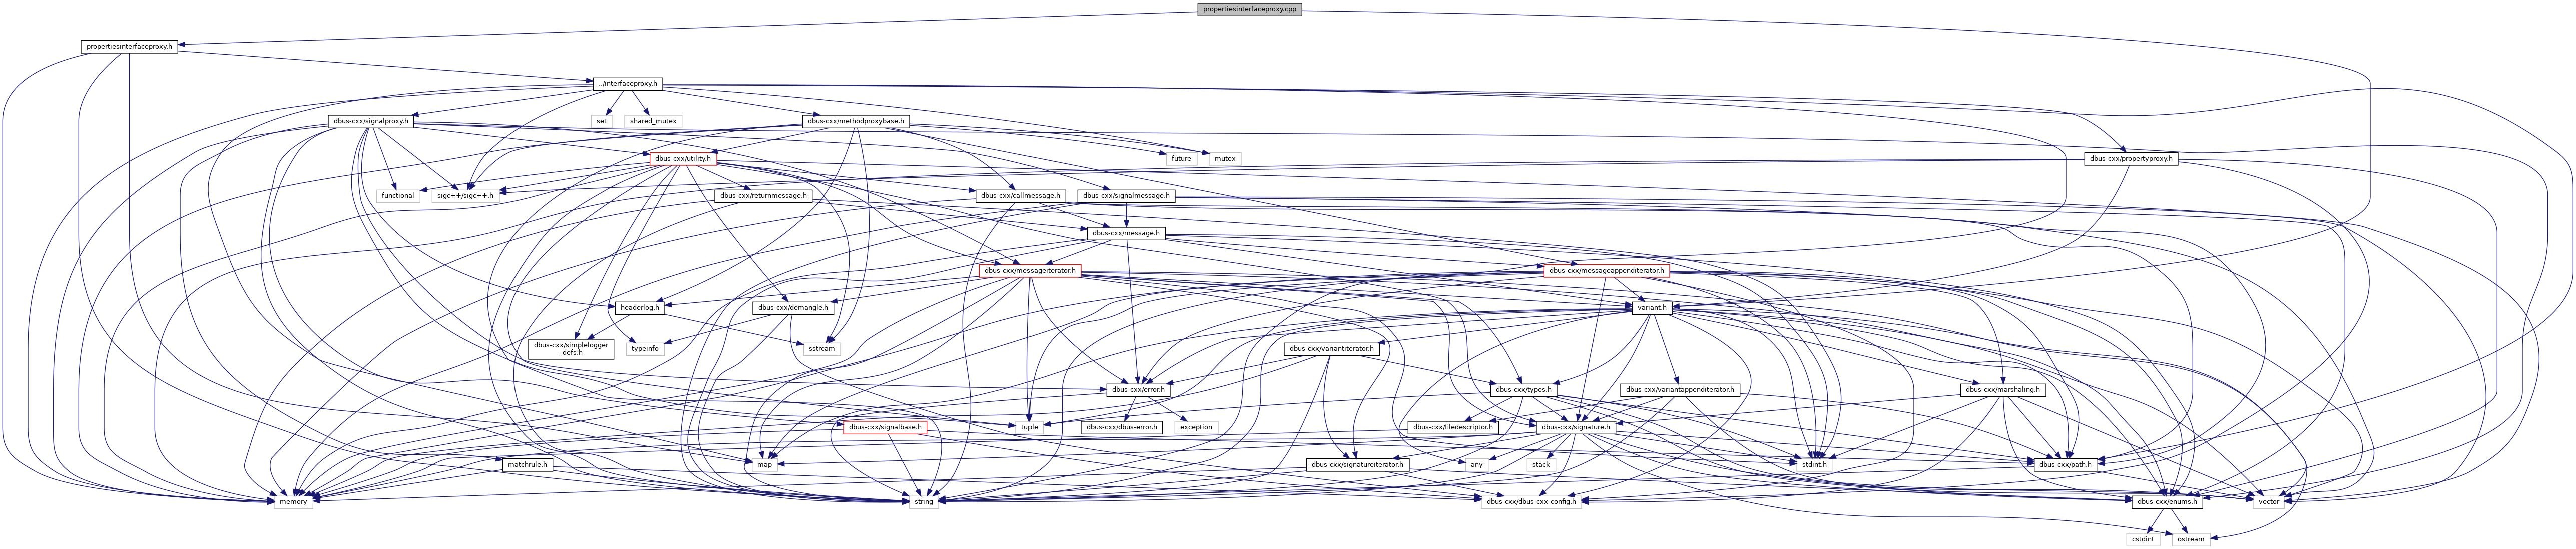 propertiesinterfaceproxy.cpp
propertiesinterfaceproxy.h
../interfaceproxy.h
dbus-cxx/signalproxy.h
set
shared_mutex
dbus-cxx/methodproxybase.h
dbus-cxx/utility.h
future
mutex
dbus-cxx/propertyproxy.h
functional
sigc++/sigc++.h
dbus-cxx/returnmessage.h
dbus-cxx/callmessage.h
dbus-cxx/signalmessage.h
dbus-cxx/message.h
dbus-cxx/messageiterator.h
dbus-cxx/messageappenditerator.h
headerlog.h
dbus-cxx/demangle.h
variant.h
dbus-cxx/simplelogger
_defs.h
typeinfo
sstream
dbus-cxx/variantiterator.h
dbus-cxx/error.h
dbus-cxx/types.h
dbus-cxx/variantappenditerator.h
dbus-cxx/marshaling.h
dbus-cxx/signalbase.h
tuple
dbus-cxx/dbus-error.h
exception
dbus-cxx/filedescriptor.h
dbus-cxx/signature.h
matchrule.h
map
dbus-cxx/signatureiterator.h
any
stack
stdint.h
dbus-cxx/path.h
memory
string
dbus-cxx/dbus-cxx-config.h
dbus-cxx/enums.h
vector
cstdint
ostream